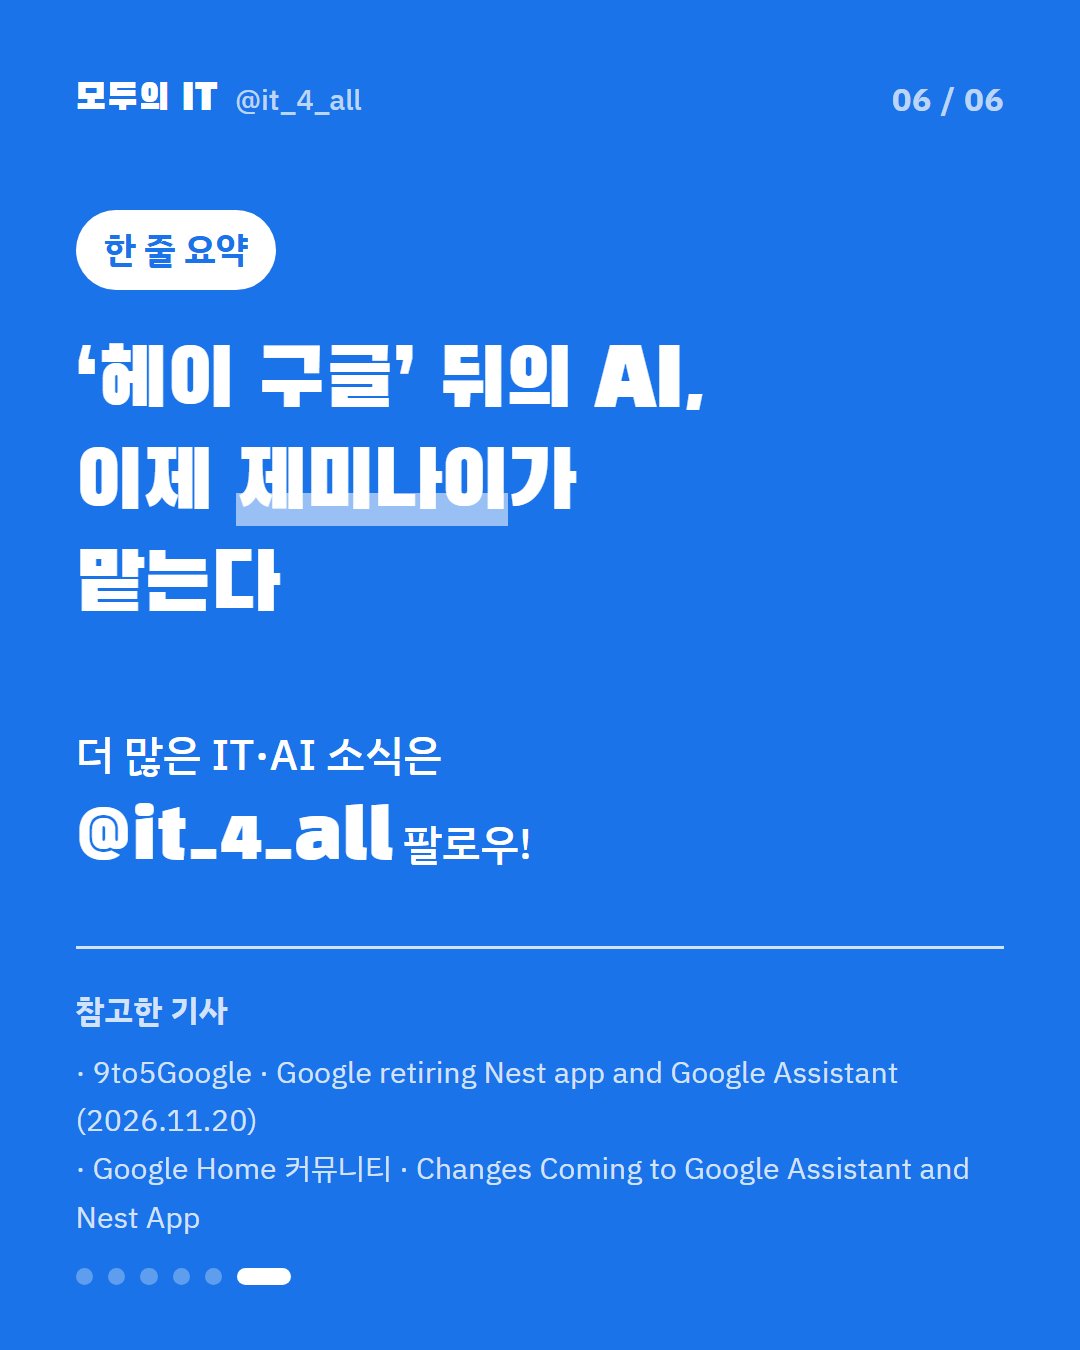 모두의 IT @it_4_all
06 / 06
한 줄 요약
‘헤이 구글’ 뒤의 AI,
이제 제미나이가
맡는다
더 많은 IT·AI 소식은
@it_4_all 팔로우!
참고한 기사
· 9to5Google · Google retiring Nest app and Google Assistant
(2026.11.20)
· Google Home 커뮤니티 · Changes Coming to Google Assistant and
Nest App